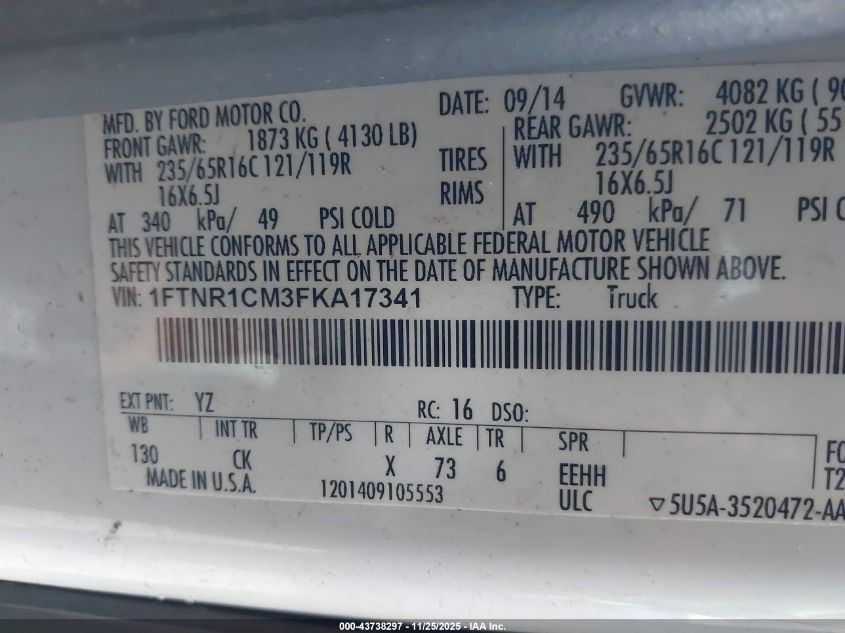 MFD. BY FORD MOTOR CO. DATE: 09/14 GVWR: 4082 KG ( 90
FRONT GAWR: 1873 KG ( 4130 LB) REAR GAWR: 2502 KG ( 55
WITH 235/65R16C 121/119R TIRES WITH 235/65R16C 121/119R
16X6.5J RIMS 16X6.5J
AT 340 kPa/ 49 PSI COLD AT 490 kPa/ 71 PSI C
THIS VEHICLE CONFORMS TO ALL APPLICABLE FEDERAL MOTOR VEHICLE
SAFETY STANDARDS IN EFFECT ON THE DATE OF MANUFACTURE SHOWN ABOVE.
VIN: 1FTNR1CM3FKA17341 TYPE: Truck
EXT PNT: YZ RC: 16 DSO:
WB INT TR TP/PS R AXLE TR SPR
130 CK X 73 6 EEHH
FO
MADE IN U.S.A. 1201409105553 ULC T2
▽5U5A-3520472-AA
000-43738297 - 11/25/2025 - IAA Inc.